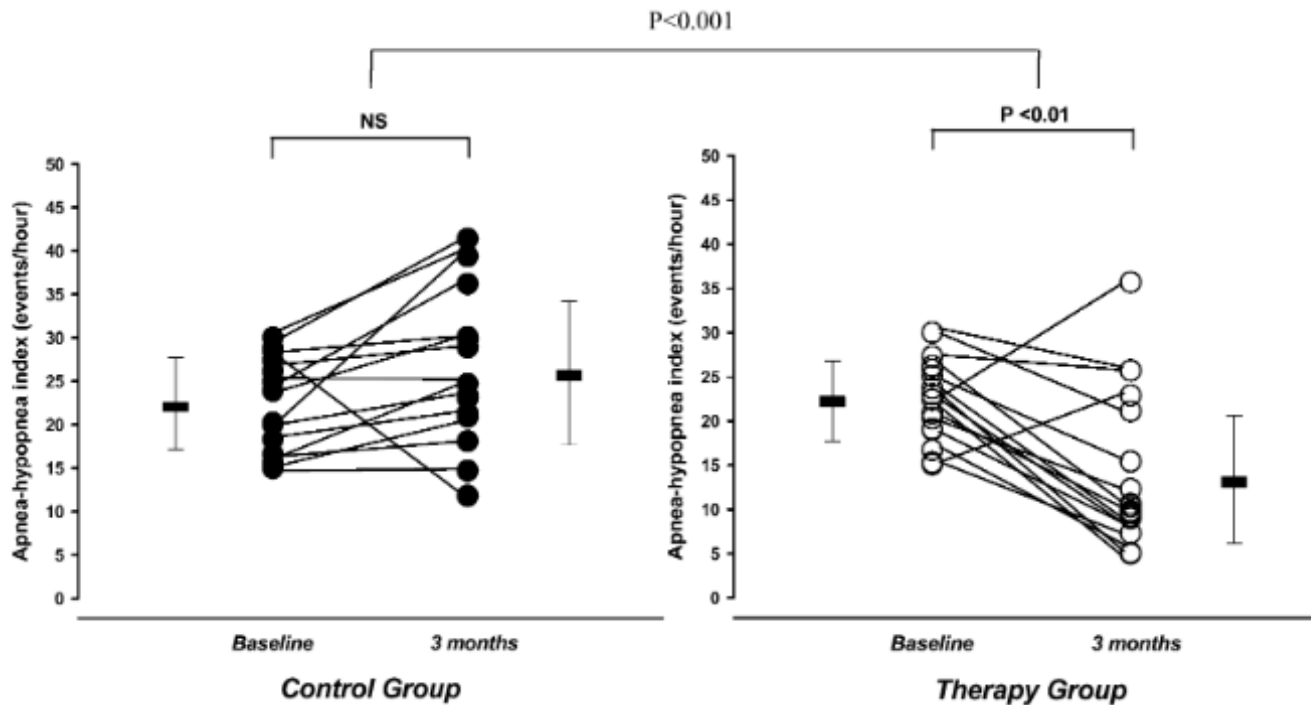 P<0.001
NS
P <0.01
Apnea-hypopnea index (events/hour)
50
45
40
35
30
25
20
15
10
5
0
Baseline
3 months
Control Group
Apnea-hypopnea index (events/hour)
50
45
40
35
30
25
20
15
10
5
0
Baseline
3 months
Therapy Group